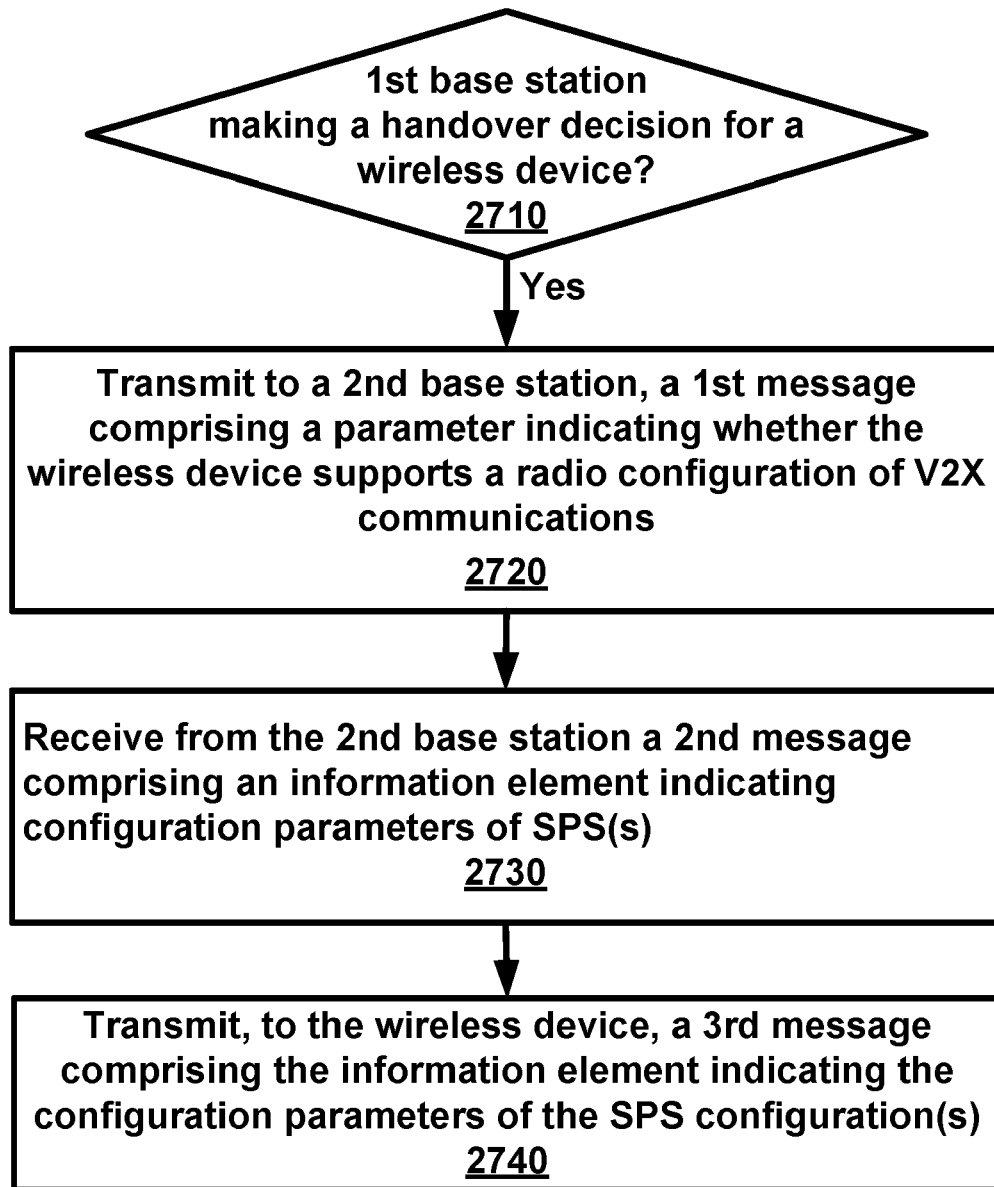 1st base station
making a handover decision for a
wireless device?
2710
Yes
Transmit to a 2nd base station, a 1st message
comprising a parameter indicating whether the
wireless device supports a radio configuration of V2X
communications
2720
Receive from the 2nd base station a 2nd message
comprising an information element indicating
configuration parameters of SPS(s)
2730
Transmit, to the wireless device, a 3rd message
comprising the information element indicating the
configuration parameters of the SPS configuration(s)
2740